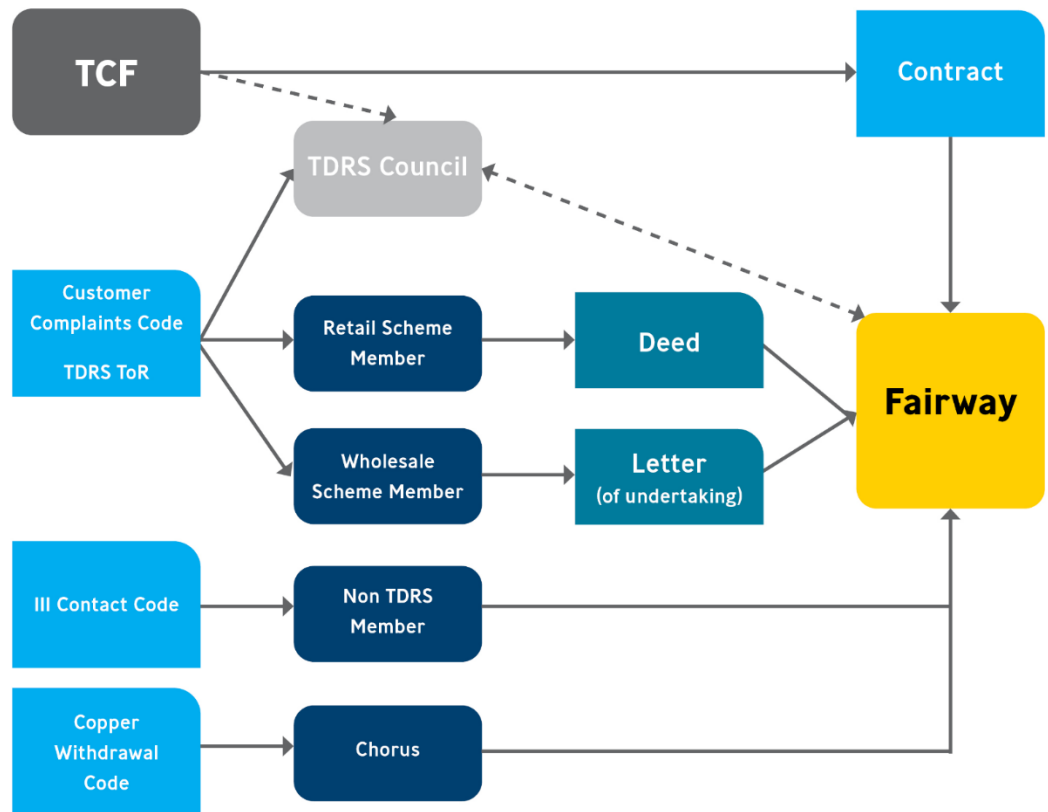 TCF
Contract
TDRS Council
Customer
Complaints Code
TDRS ToR
Retail Scheme
Member
Deed
Fairway
Wholesale
Scheme Member
Letter
(of undertaking)
III Contact Code
Non TDRS
Member
Copper
Withdrawal
Code
Chorus